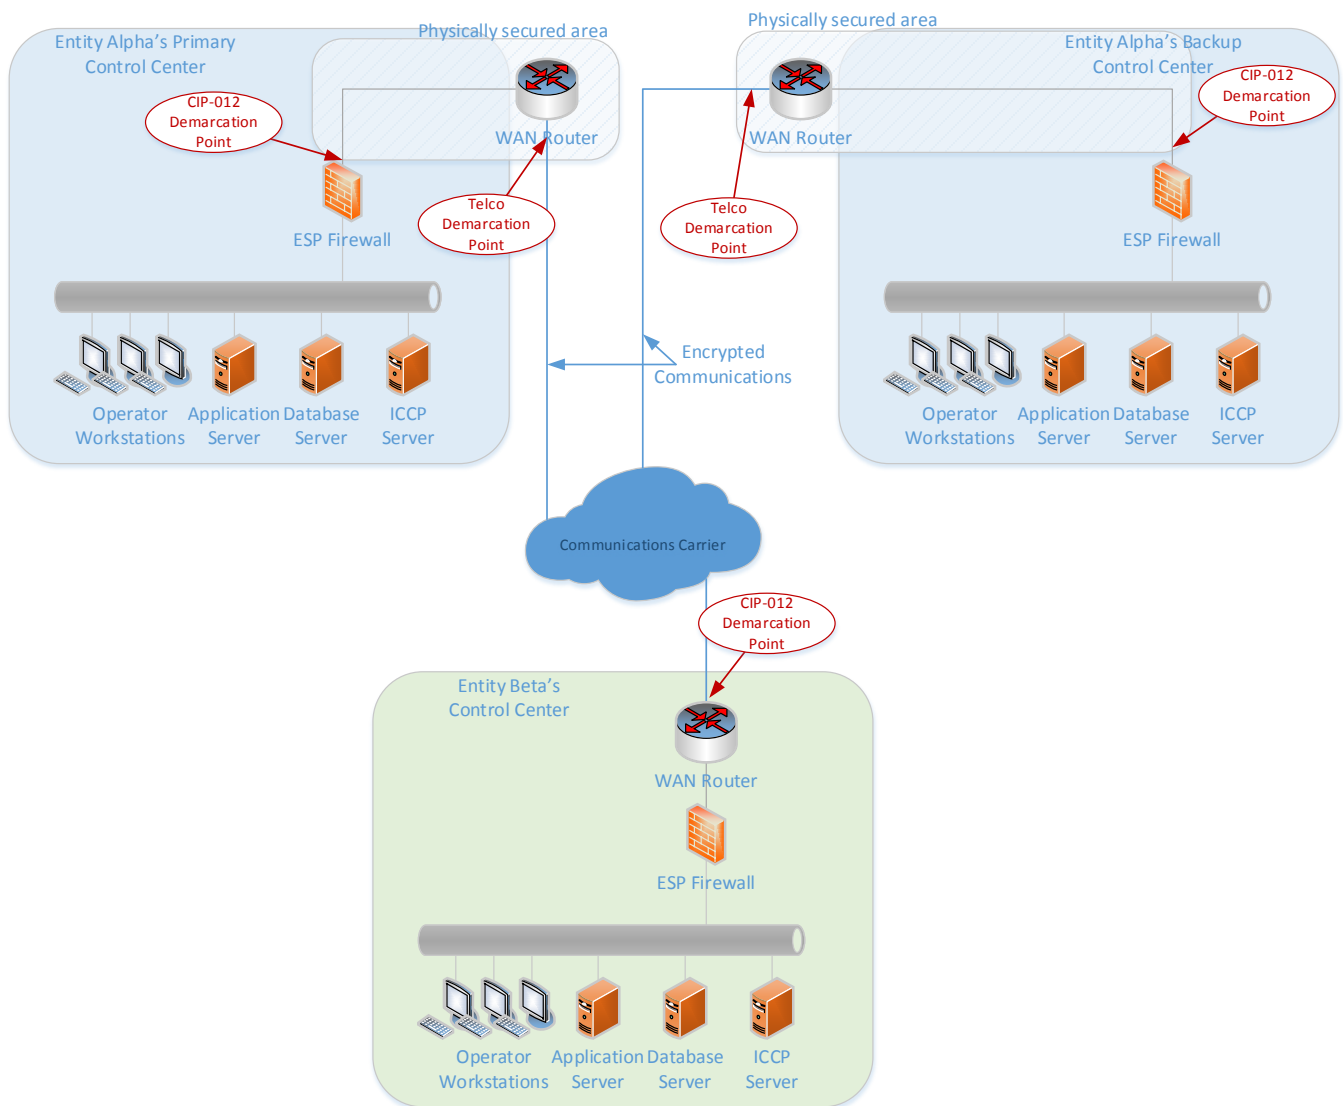 Physically secured area
Entity Alpha's Primary
Control Center
CIP-012
Demarcation
Point
WAN Router
Telco
Demarcation
Point
ESP Firewall
Operator
Workstations
Application
Server
Database
Server
ICCP
Server
Physically secured area
Entity Alpha's Backup
Control Center
CIP-012
Demarcation
Point
WAN Router
Telco
Demarcation
Point
ESP Firewall
Operator
Workstations
Application
Server
Database
Server
ICCP
Server
Encrypted
Communications
Communications Carrier
CIP-012
Demarcation
Point
Entity Beta's
Control Center
WAN Router
ESP Firewall
Operator
Workstations
Application
Server
Database
Server
ICCP
Server